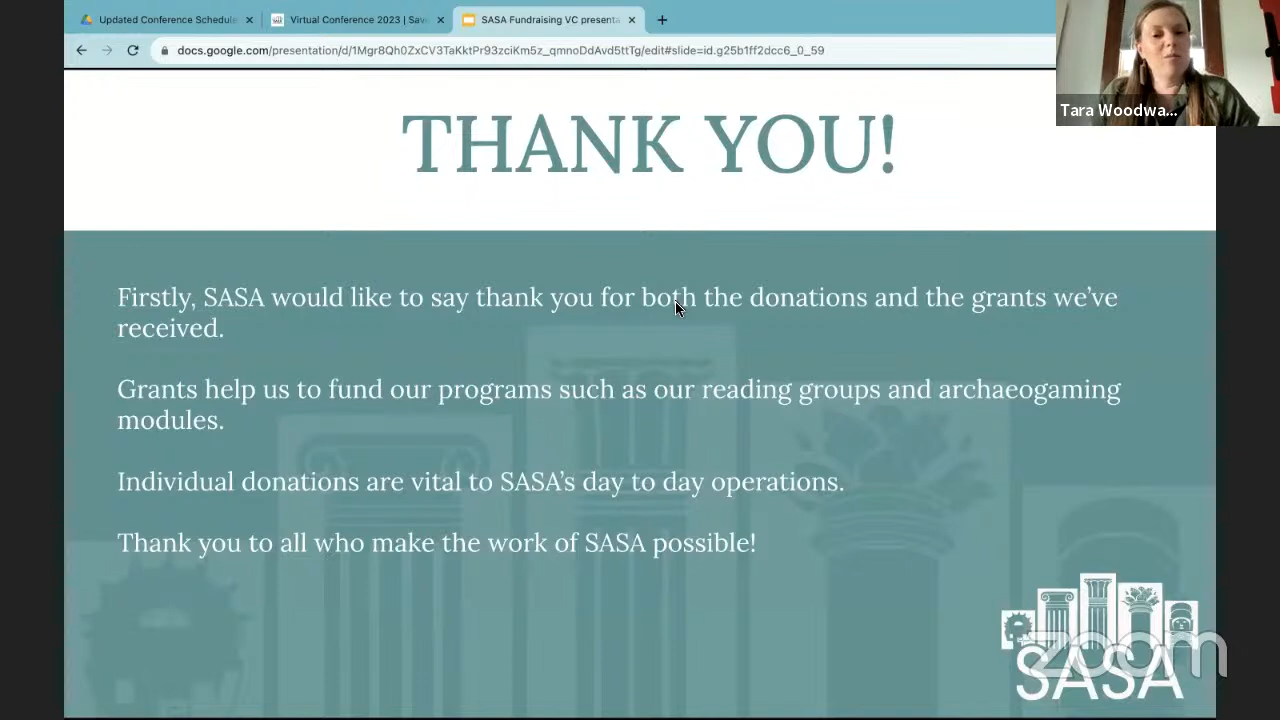 Updated Conference Schedule
Virtual Conference 2023 | Save
SASA Fundraising VC presenta
docs.google.com/presentation/d/1Mgr8Qh0ZxCV3TaKktPr93zciKm5z_qmnoDdAvd5ttTg/edit#slide=id.g25b1ff2dcc6_0_59
Tara Woodwa...
THANK YOU!
Firstly, SASA would like to say thank you for both the donations and the grants we’ve
received.
Grants help us to fund our programs such as our reading groups and archaeogaming
modules.
Individual donations are vital to SASA’s day to day operations.
Thank you to all who make the work of SASA possible!
zoom
SASA